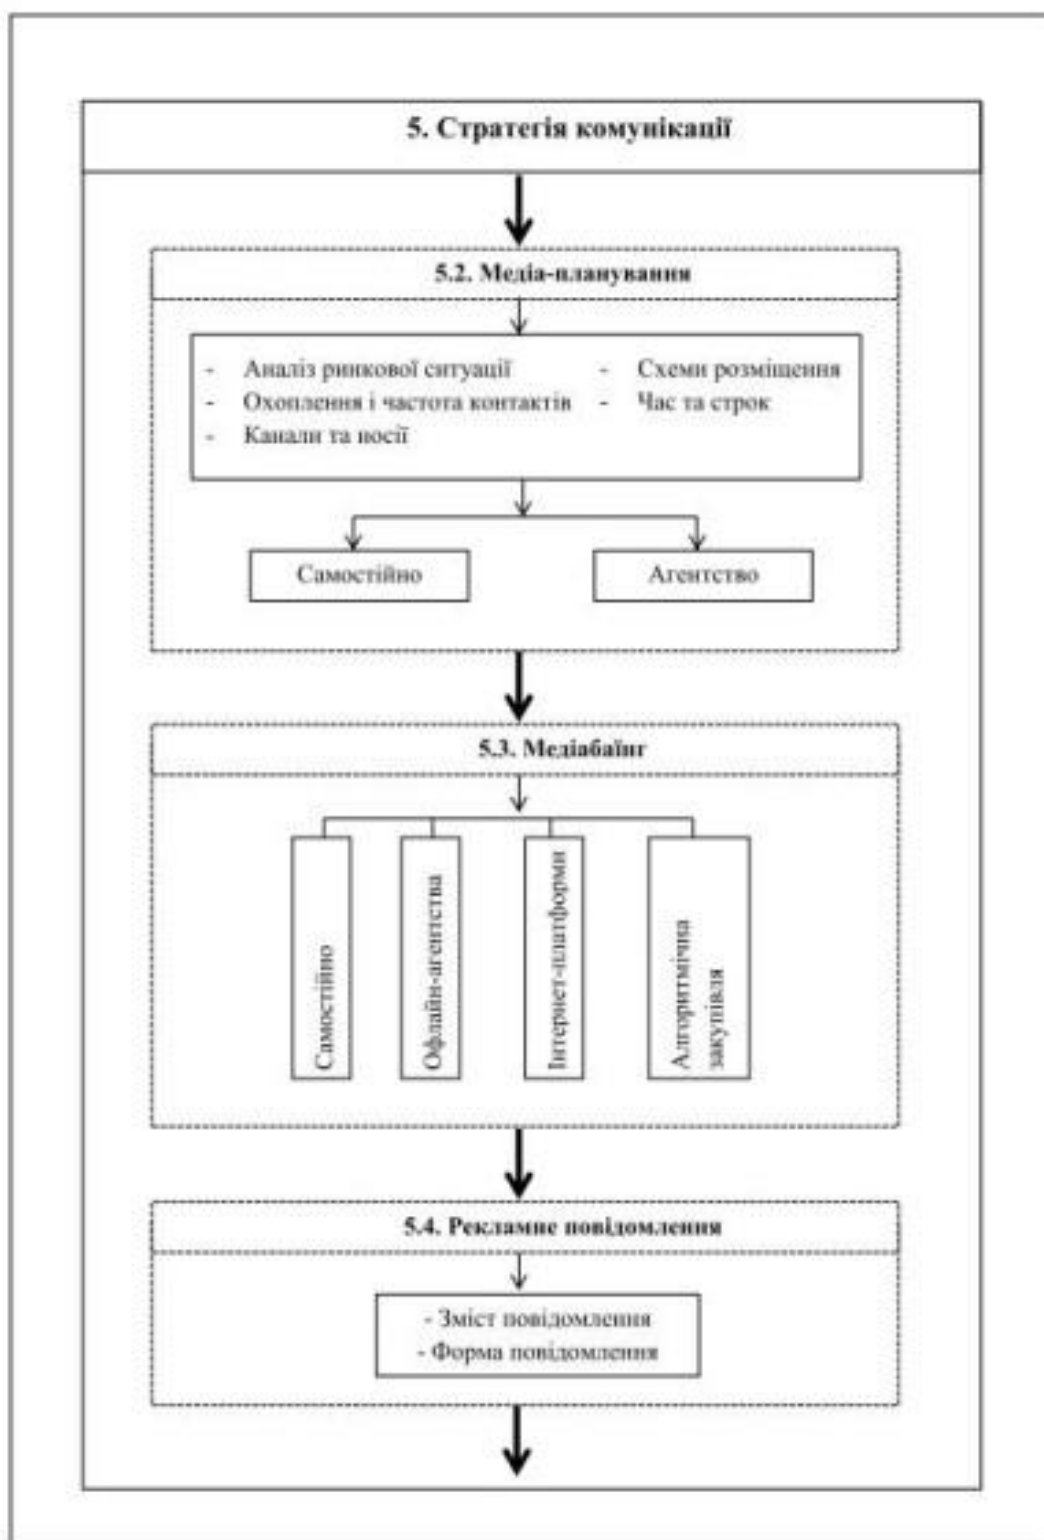 5. Стратегія комунікації
5.2. Медіа-планування
- Аналіз ринкової ситуації
- Охоплення і частота контактів
- Канали та носії
- Схеми розміщення
- Час та строк
Самостійно
Агентство
5.3. Медіабаїнг
Самостійно
Офлайн-агентства
Інтернет-платформи
Алгоритмічна
закупівля
5.4. Рекламне повідомлення
- Зміст повідомлення
- Форма повідомлення